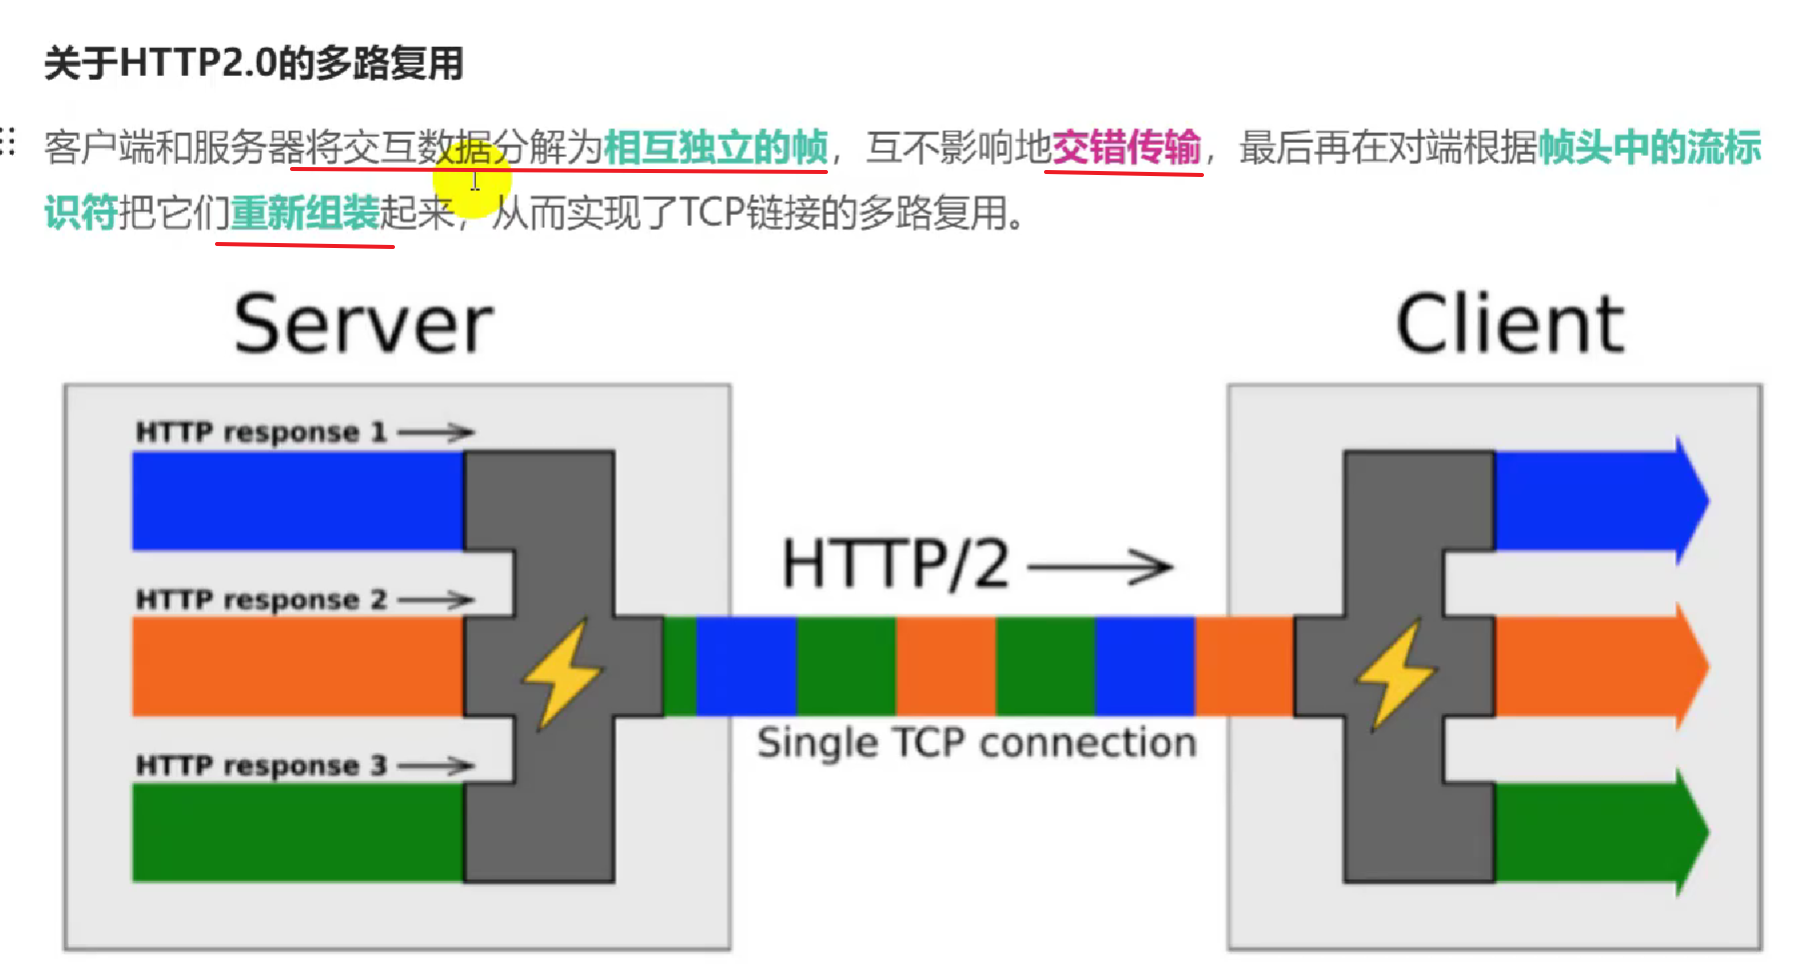 关于HTTP2.0的多路复用
客户端和服务器将交互数据分解为相互独立的帧，互不影响地交错传输，最后再在对端根据帧头中的流标
识符把它们重新组装起来，从而实现了TCP链接的多路复用。
Server
Client
HTTP response 1
HTTP response 2
HTTP/2
HTTP response 3
Single TCP connection